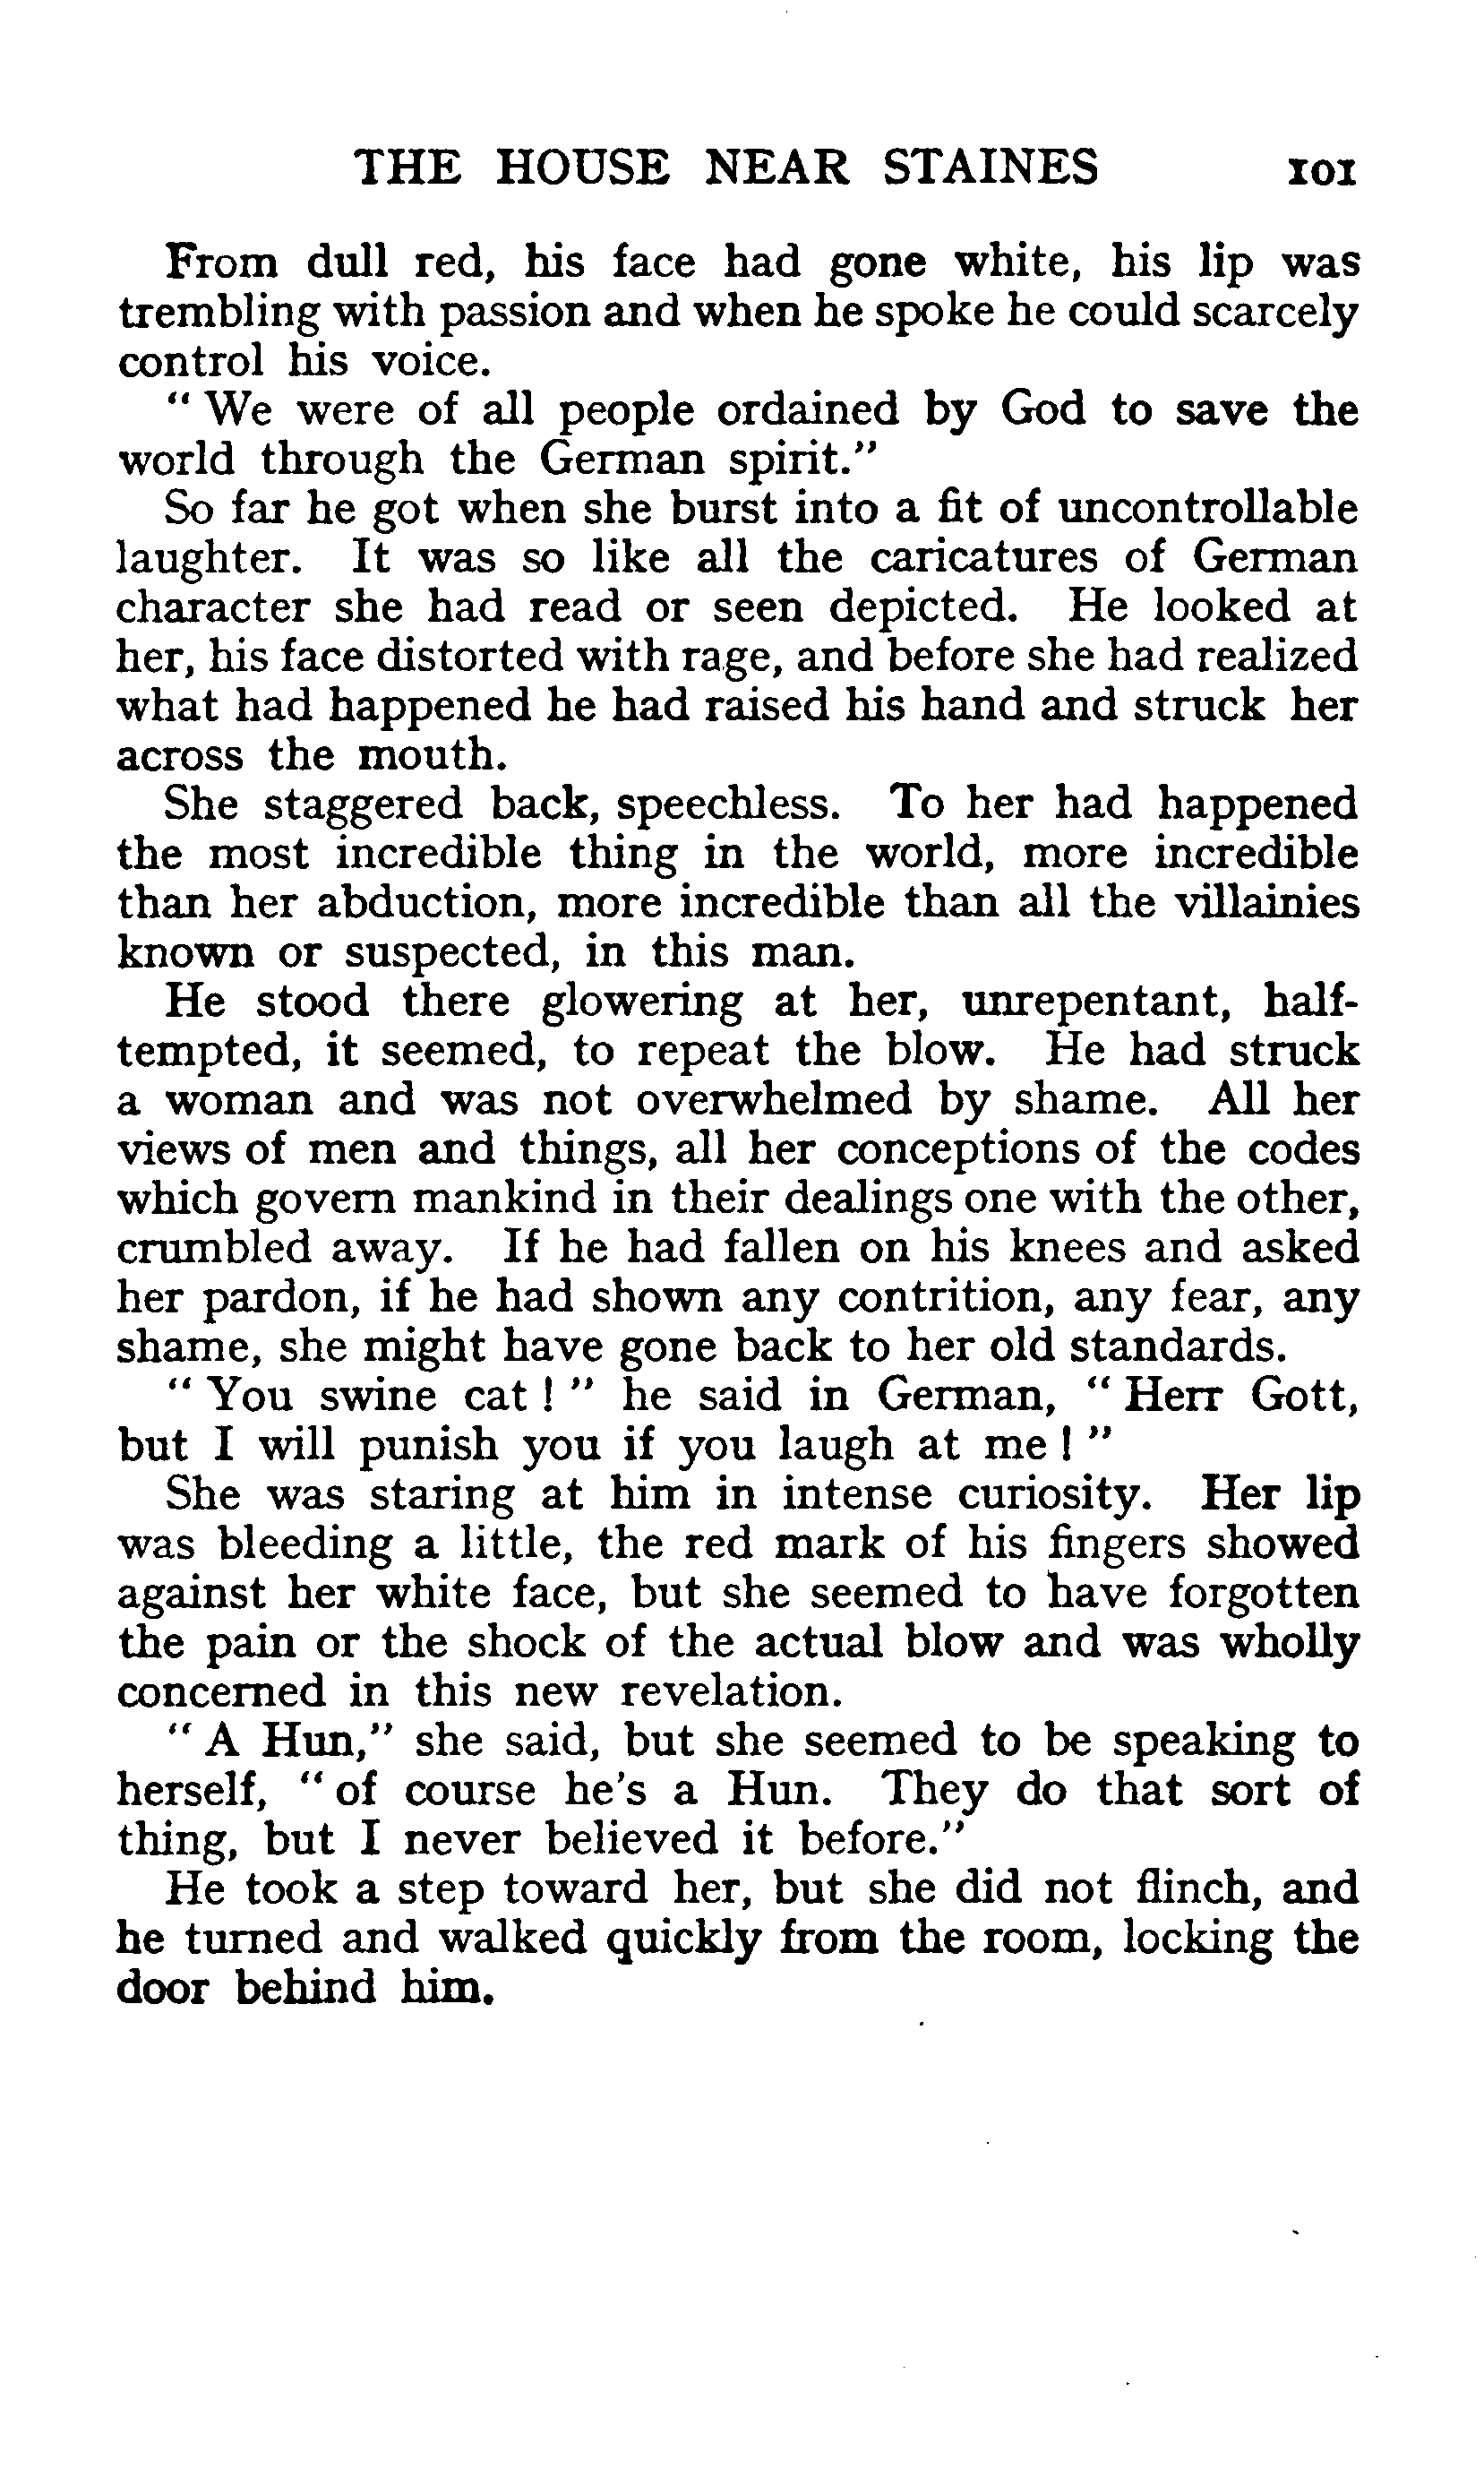 THE HOUSE NEAR STAINES 101
From dull red, his face had gone white, his lip was
trembling with passion and when he spoke he could scarcely
control his voice.
" We were of all people ordained by God to save the
world through the German spirit."
So far he got when she burst into a fit of uncontrollable
laughter. It was so like all the caricatures of German
character she had read or seen depicted. He looked at
her, his face distorted with rage, and before she had realized
what had happened he had raised his hand and struck her
across the mouth.
She staggered back, speechless. To her had happened
the most incredible thing in the world, more incredible
than her abduction, more incredible than all the villainies
known or suspected, in this man.
He stood there glowering at her, unrepentant, half-
tempted, it seemed, to repeat the blow. He had struck
a woman and was not overwhelmed by shame. All her
views of men and things, all her conceptions of the codes
which govern mankind in their dealings one with the other,
crumbled away. If he had fallen on his knees and asked
her pardon, if he had shown any contrition, any fear, any
shame, she might have gone back to her old standards.
" You swine cat ! " he said in German, " Herr Gott,
but I will punish you if you laugh at me ! "
She was staring at him in intense curiosity. Her lip
was bleeding a little, the red mark of his fingers showed
against her white face, but she seemed to have forgotten
the pain or the shock of the actual blow and was wholly
concerned in this new revelation.
" A Hun," she said, but she seemed to be speaking to
herself, " of course he's a Hun. They do that sort of
thing, but I never believed it before."
He took a step toward her, but she did not flinch, and
he turned and walked quickly from the room, locking the
door behind him.